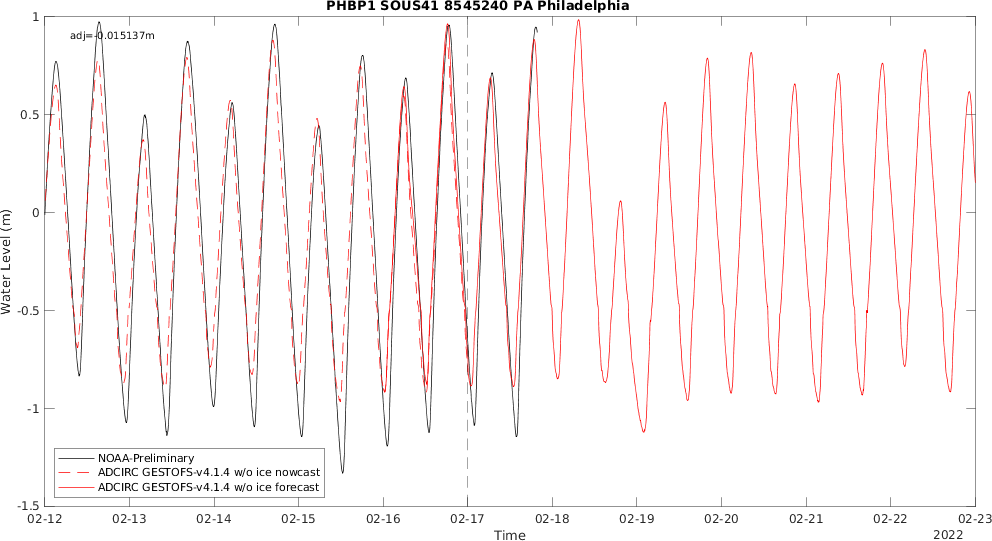 PHBP1 SOUS41 8545240 PA Philadelphia
adj=-0.015137m
1
0.5
0
-0.5
-1
-1.5
Water Level (m)
NOAA-Preliminary
ADCIRC GESTOFS-v4.1.4 w/o ice nowcast
ADCIRC GESTOFS-v4.1.4 w/o ice forecast
02-12 02-13 02-14 02-15 02-16 02-17 02-18 02-19 02-20 02-21 02-22 02-23
Time
2022